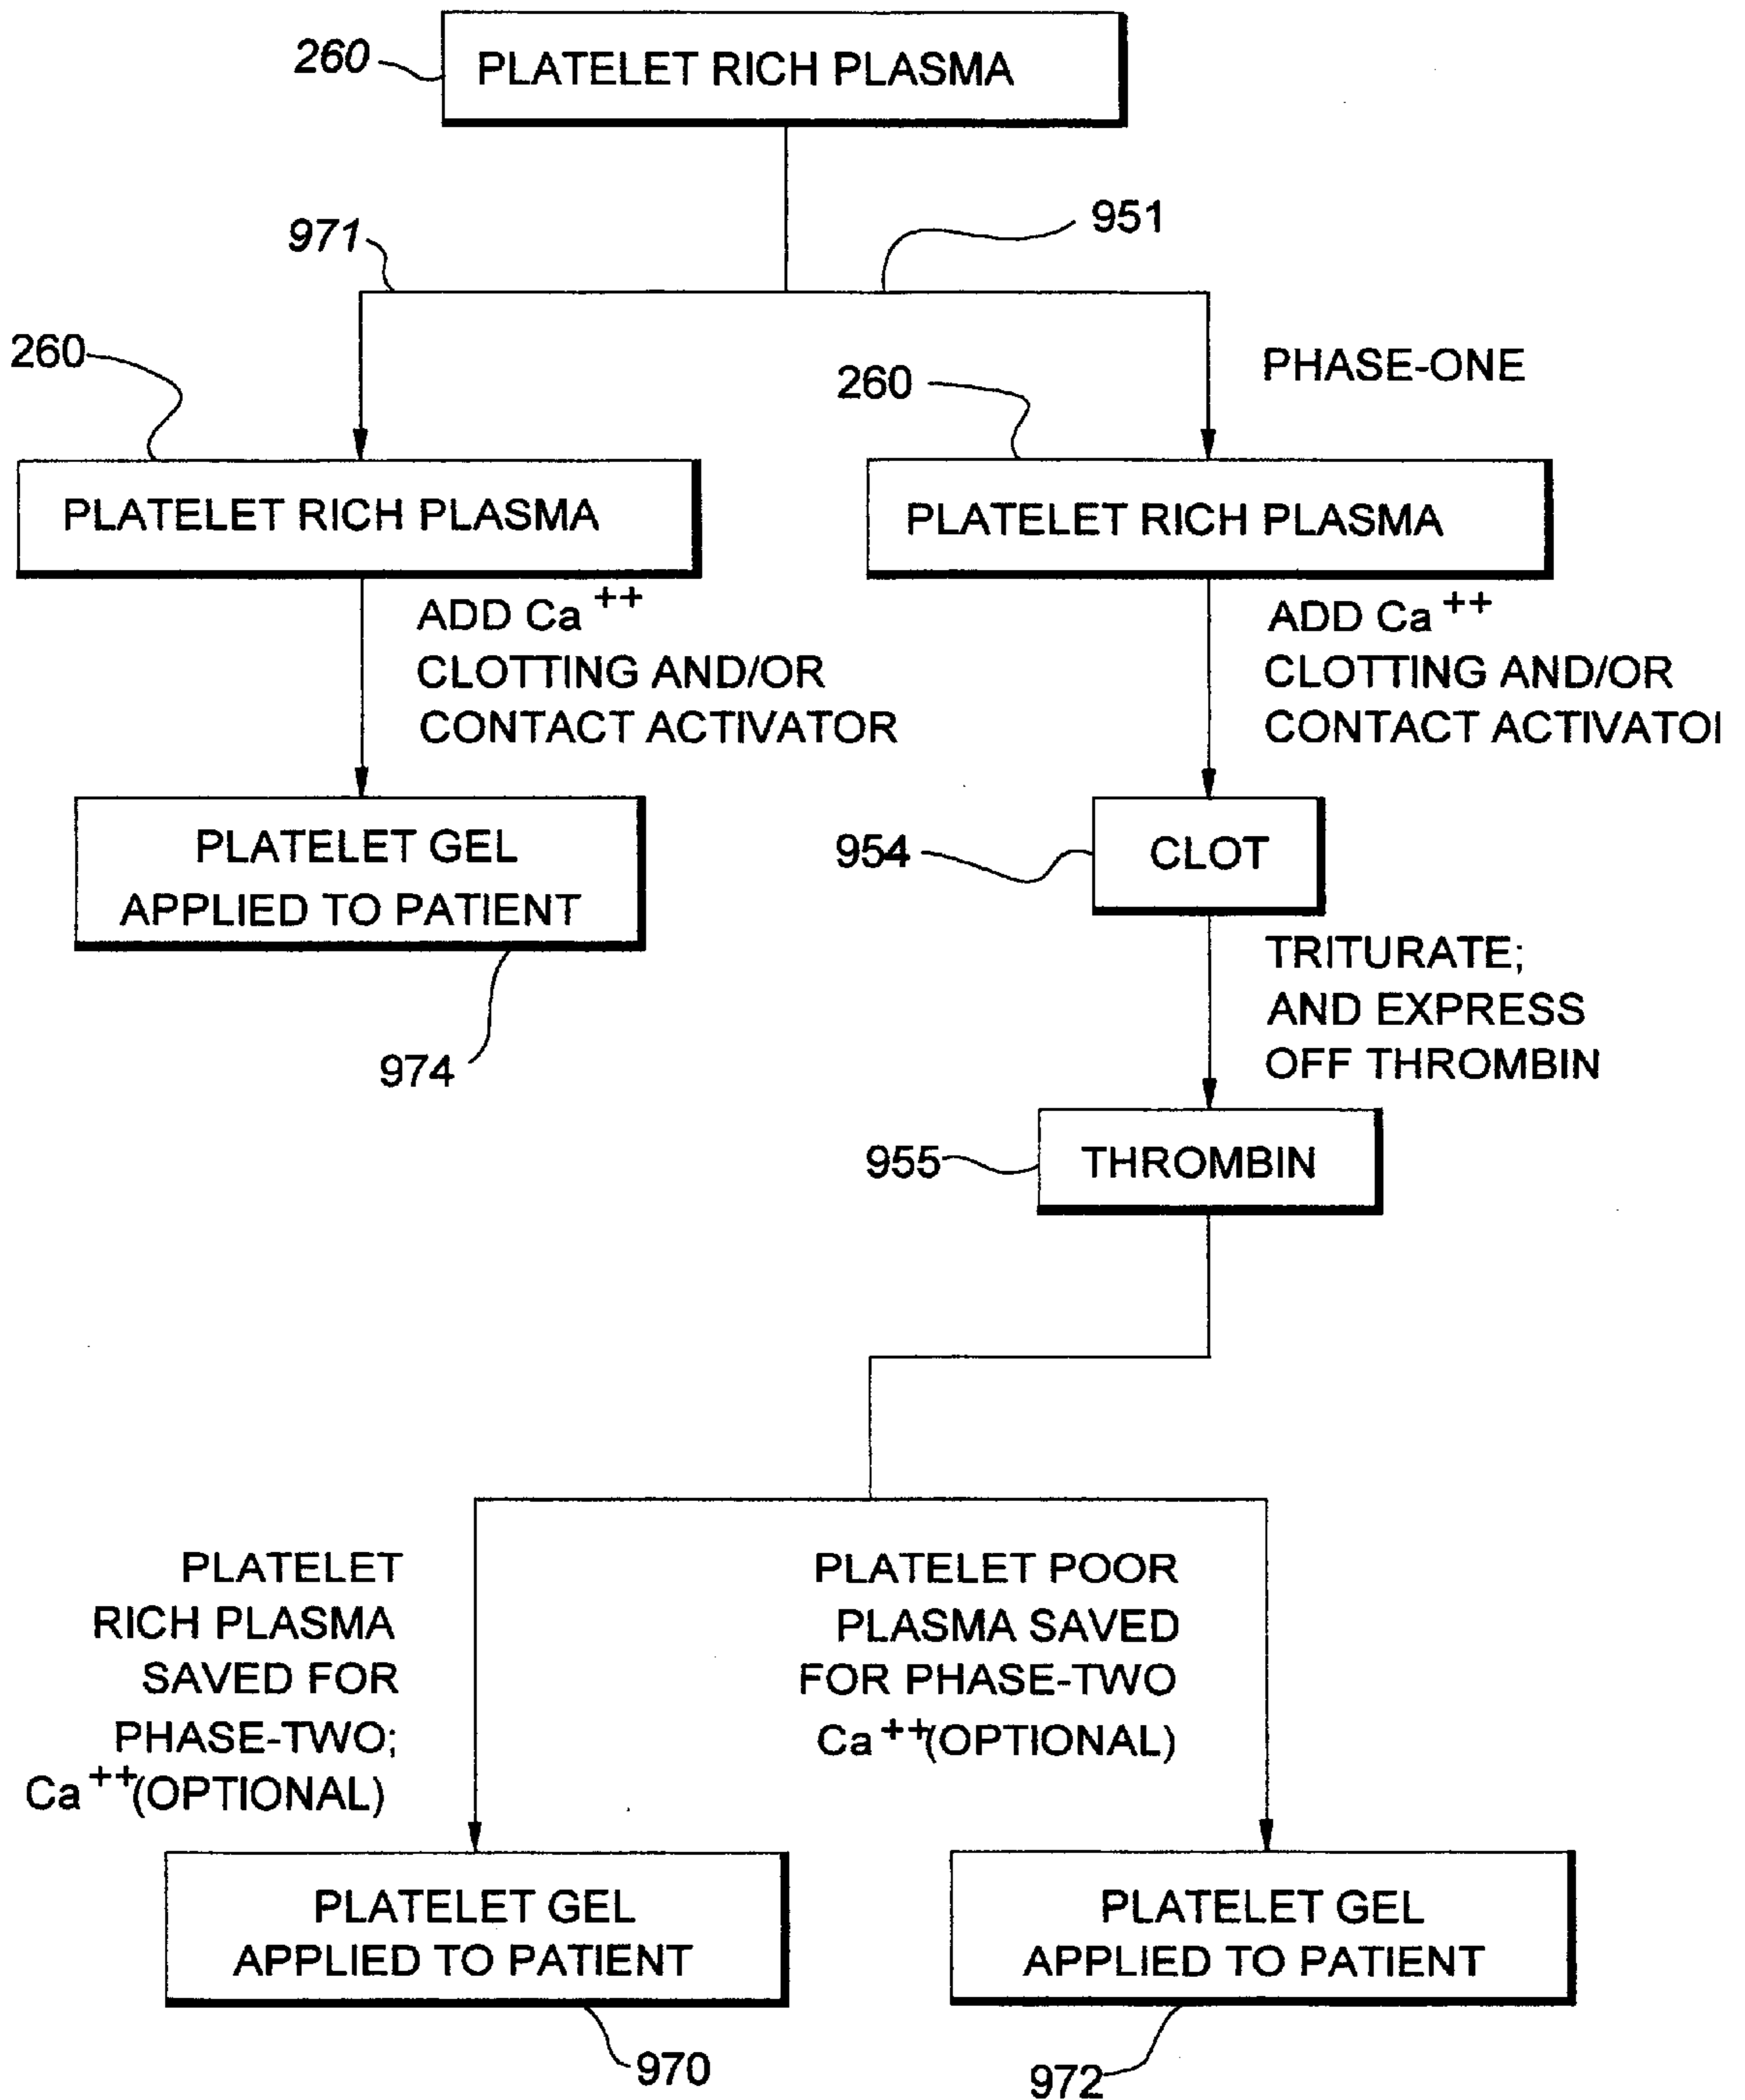 260
PLATELET RICH PLASMA
971
951
PHASE-ONE
260
260
PLATELET RICH PLASMA
PLATELET RICH PLASMA
ADD Ca++
CLOTTING AND/OR
CONTACT ACTIVATOR
ADD Ca++
CLOTTING AND/OR
CONTACT ACTIVATOI
PLATELET GEL
APPLIED TO PATIENT
974
954
CLOT
TRITURATE;
AND EXPRESS
OFF THROMBIN
955
THROMBIN
PLATELET
RICH PLASMA
SAVED FOR
PHASE-TWO;
Ca++(OPTIONAL)
PLATELET POOR
PLASMA SAVED
FOR PHASE-TWO
Ca++(OPTIONAL)
PLATELET GEL
APPLIED TO PATIENT
970
PLATELET GEL
APPLIED TO PATIENT
972